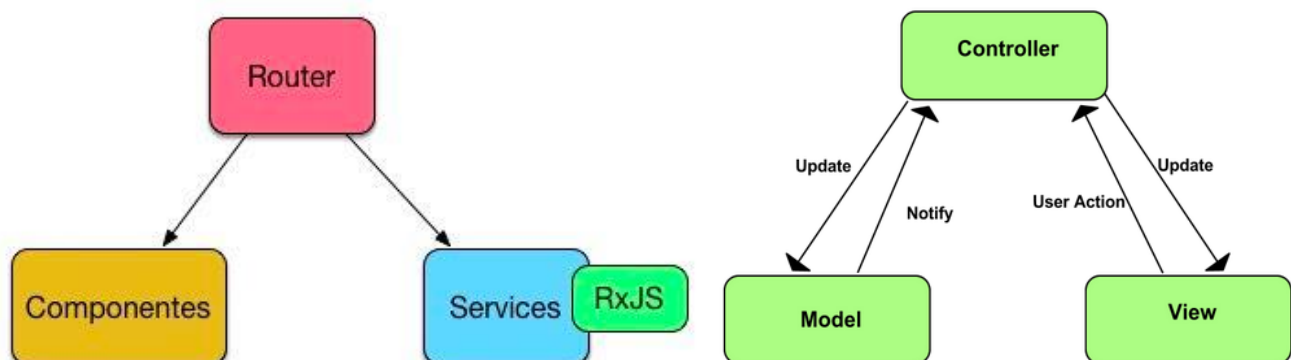 Router
Componentes
Services
RxJS
Controller
Update
Notify
User Action
Update
Model
View